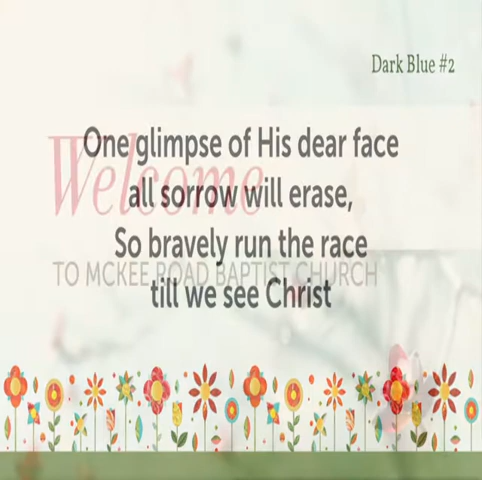 Dark Blue #2
One glimpse of His dear face
Welcome
all sorrow will erase,
So bravely run the race
TO MCKEE ROAD BAPTIST CHURCH
till we see Christ